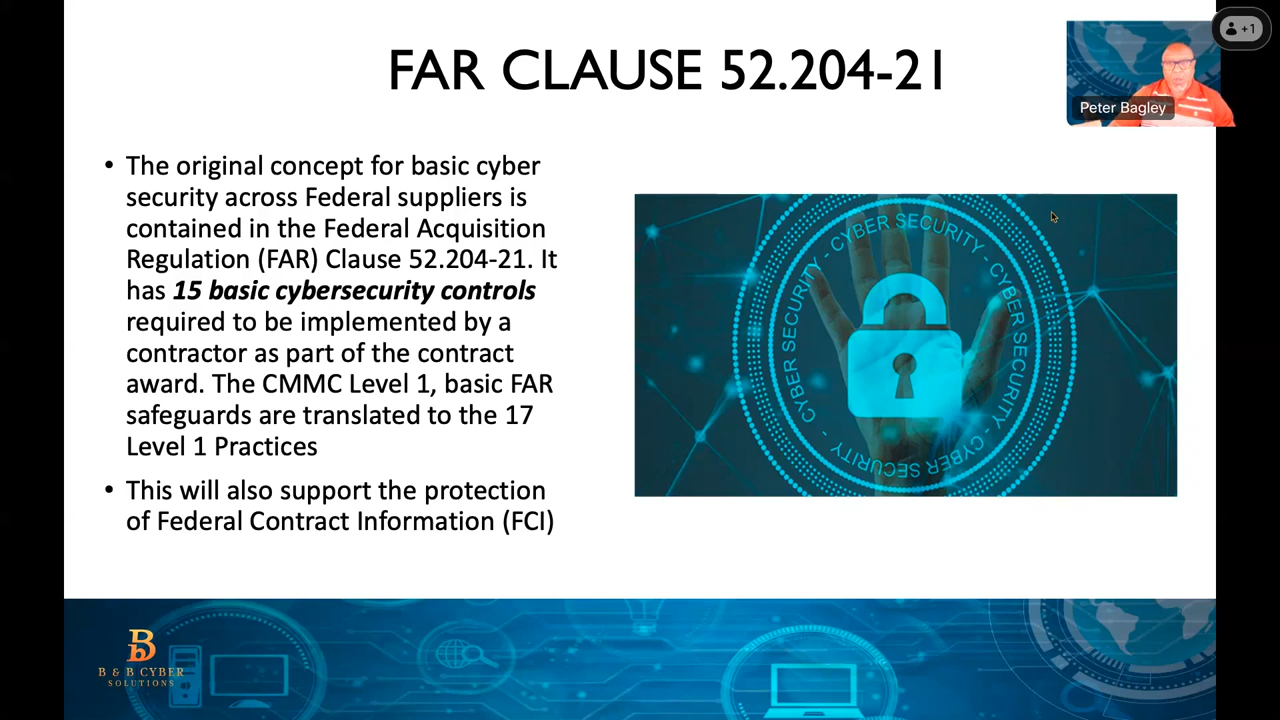 FAR CLAUSE 52.204-21
+1
Peter Bagley
• The original concept for basic cyber
security across Federal suppliers is
contained in the Federal Acquisition
Regulation (FAR) Clause 52.204-21. It
has 15 basic cybersecurity controls
required to be implemented by a
contractor as part of the contract
award. The CMMC Level 1, basic FAR
safeguards are translated to the 17
Level 1 Practices
• This will also support the protection
of Federal Contract Information (FCI)
CYBER SECURITY - CYBER SECURITY - CYBER SECURITY - CYBER SECURITY -
B & B CYBER
SOLUTIONS